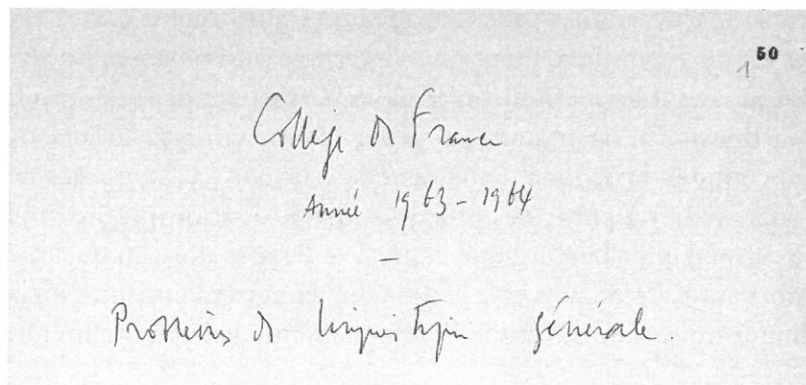 1 50
Collège de France
Année 1963-1964
—
Problèmes de linguistique générale.